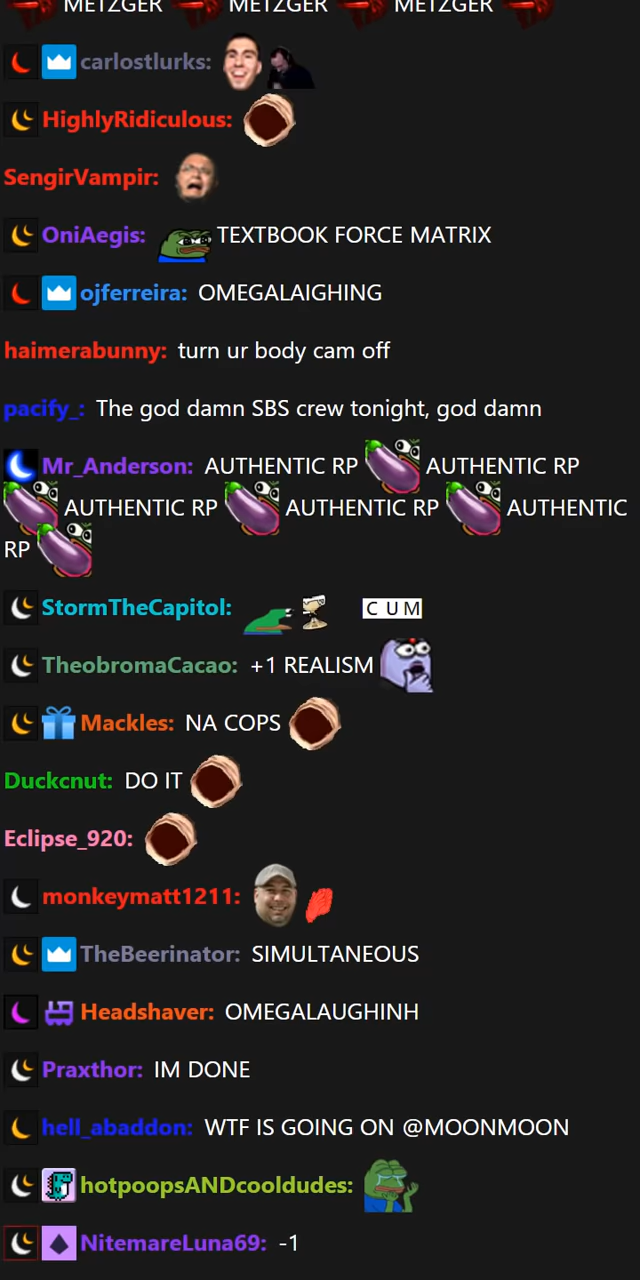 METZGER METZGER METZGER
carlostlurks:
HighlyRidiculous:
SengirVampir:
OniAegis: TEXTBOOK FORCE MATRIX
ojferreira: OMEGALAIGHING
haimerabunny: turn ur body cam off
pacify_: The god damn SBS crew tonight, god damn
Mr_Anderson: AUTHENTIC RP AUTHENTIC RP
AUTHENTIC RP AUTHENTIC RP AUTHENTIC
RP
StormTheCapitol: CUM
TheobromaCacao: +1 REALISM
Mackles: NA COPS
Duckcnut: DO IT
Eclipse_920:
monkeymatt1211:
TheBeerinator: SIMULTANEOUS
Headshaver: OMEGALAUGHINH
Praxthor: IM DONE
hell_abaddon: WTF IS GOING ON @MOONMOON
hotpoopsANDcooldudes:
NitemareLuna69: -1